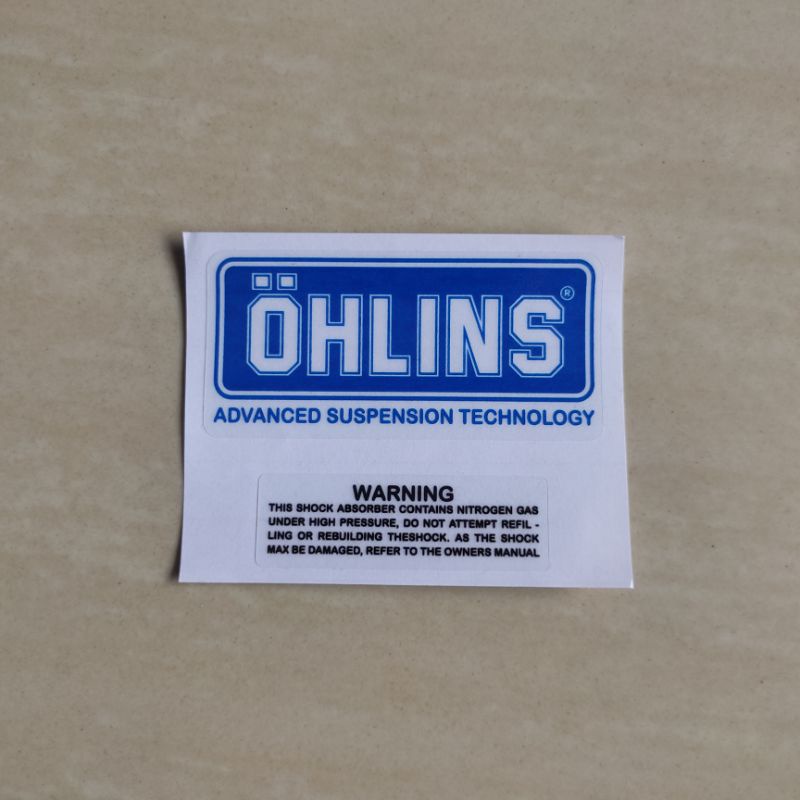 ÖHLINS®
ADVANCED SUSPENSION TECHNOLOGY
WARNING
THIS SHOCK ABSORBER CONTAINS NITROGEN GAS
UNDER HIGH PRESSURE, DO NOT ATTEMPT REFIL -
LING OR REBUILDING THESHOCK. AS THE SHOCK
MAX BE DAMAGED, REFER TO THE OWNERS MANUAL